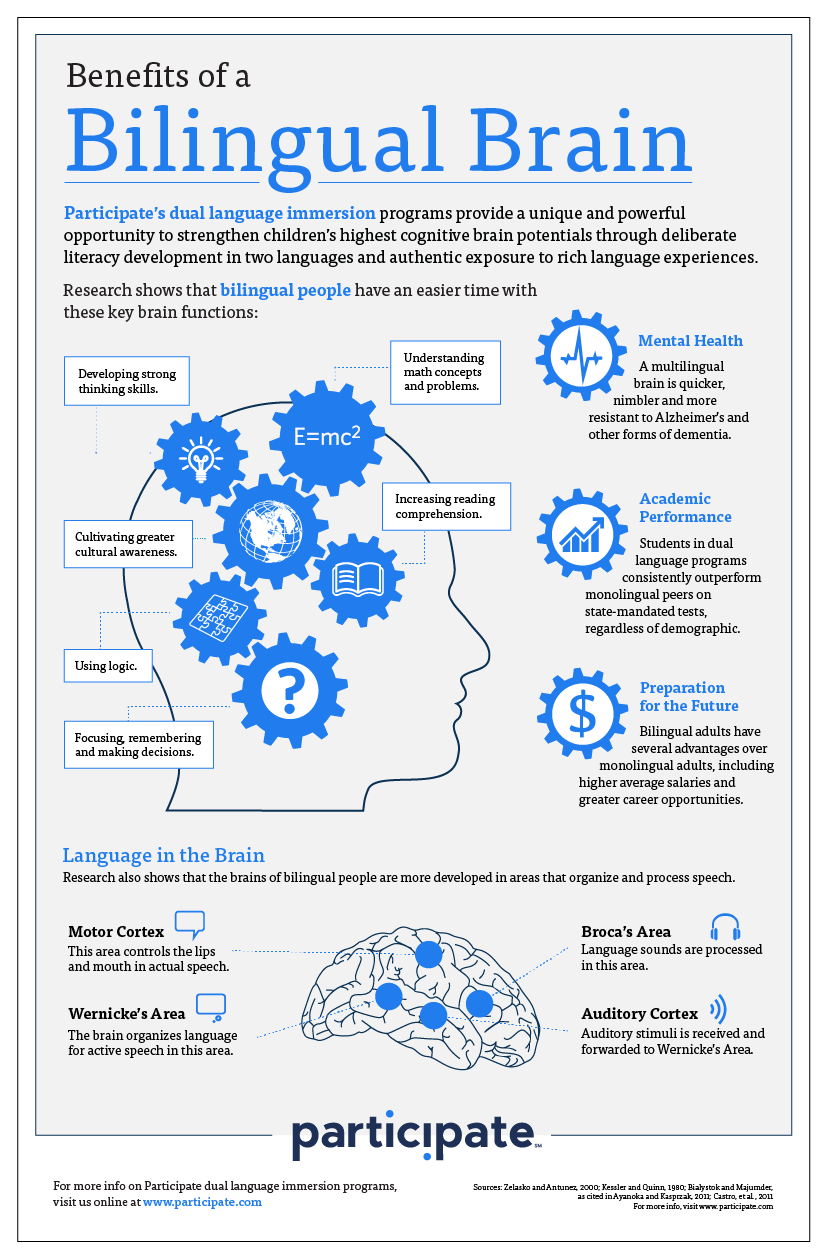 Benefits of a
Bilingual Brain
Participate's dual language immersion programs provide a unique and powerful
opportunity to strengthen children's highest cognitive brain potentials through deliberate
literacy development in two languages and authentic exposure to rich language experiences.
Research shows that bilingual people have an easier time with
these key brain functions:
Developing strong
thinking skills.
Understanding
math concepts
and problems.
E=mc²
Increasing reading
comprehension.
Cultivating greater
cultural awareness.
Using logic.
?
Focusing, remembering
and making decisions.
Mental Health
A multilingual
brain is quicker,
nimbler and more
resistant to Alzheimer's and
other forms of dementia.
Academic
Performance
Students in dual
language programs
consistently outperform
monolingual peers on
state-mandated tests,
regardless of demographic.
$
Preparation
for the Future
Bilingual adults have
several advantages over
monolingual adults, including
higher average salaries and
greater career opportunities.
Language in the Brain
Research also shows that the brains of bilingual people are more developed in areas that organize and process speech.
Motor Cortex
This area controls the lips
and mouth in actual speech.
Wernicke's Area
The brain organizes language
for active speech in this area.
Broca's Area
Language sounds are processed
in this area.
Auditory Cortex
Auditory stimuli is received and
forwarded to Wernicke's Area.
participate℠
For more info on Participate dual language immersion programs,
visit us online at www.participate.com
Sources: Zelasko and Antunez, 2000; Kessler and Quinn, 1980; Bialystok and Majumder,
as cited in Ayanoka and Kasprzak, 2011; Castro, et al., 2011
For more info, visit www. participate.com